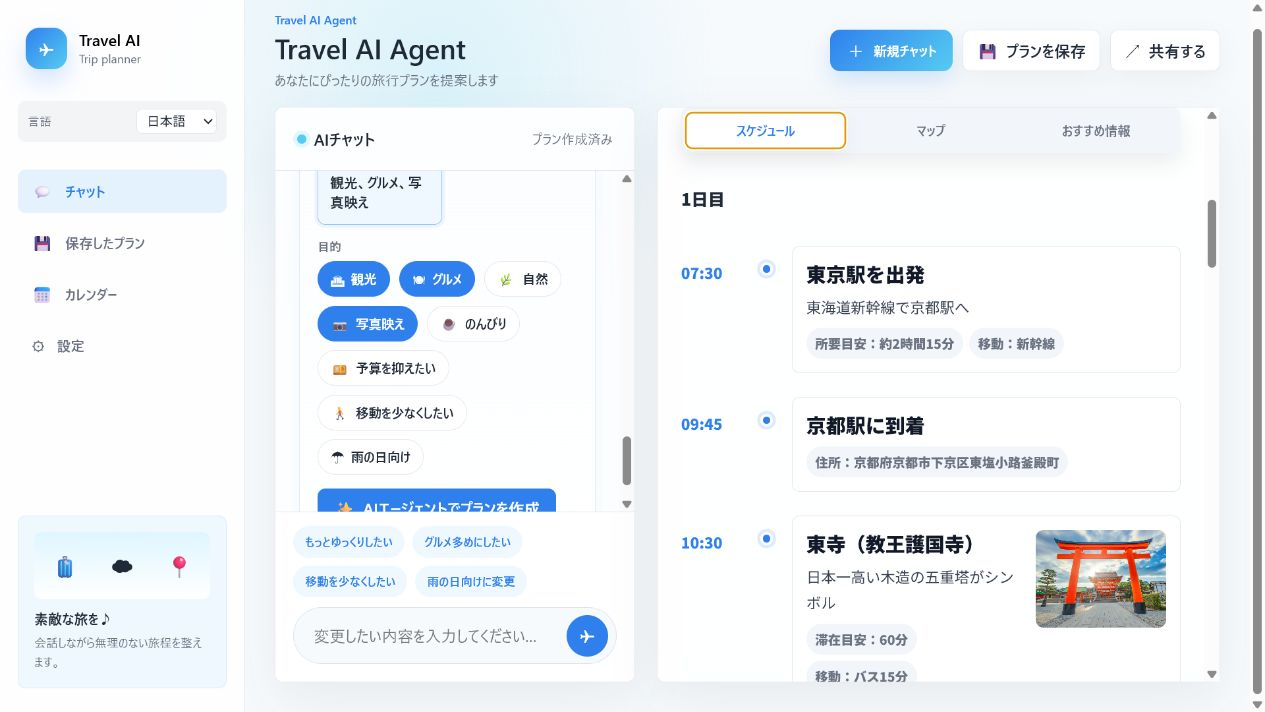 Travel AI
Trip planner
言語
日本語
チャット
保存したプラン
カレンダー
設定
素敵な旅を♪
会話しながら無理のない旅程を整え
ます。
Travel AI Agent
Travel AI Agent
あなたにぴったりの旅行プランを提案します
新規チャット
プランを保存
共有する
AIチャット
プラン作成済み
観光、グルメ、写
真映え
目的
観光
グルメ
自然
写真映え
のんびり
予算を抑えたい
移動を少なくしたい
雨の日向け
AIエージェントでプランを作成
もっとゆっくりしたい
グルメ多めにしたい
移動を少なくしたい
雨の日向けに変更
変更したい内容を入力してください...
スケジュール
マップ
おすすめ情報
1日目
07:30
東京駅を出発
東海道新幹線で京都駅へ
所要目安：約2時間15分
移動：新幹線
09:45
京都駅に到着
住所：京都府京都市下京区東塩小路釜殿町
10:30
東寺（教王護国寺）
日本一高い木造の五重塔がシン
ボル
滞在目安：60分
移動：バス15分